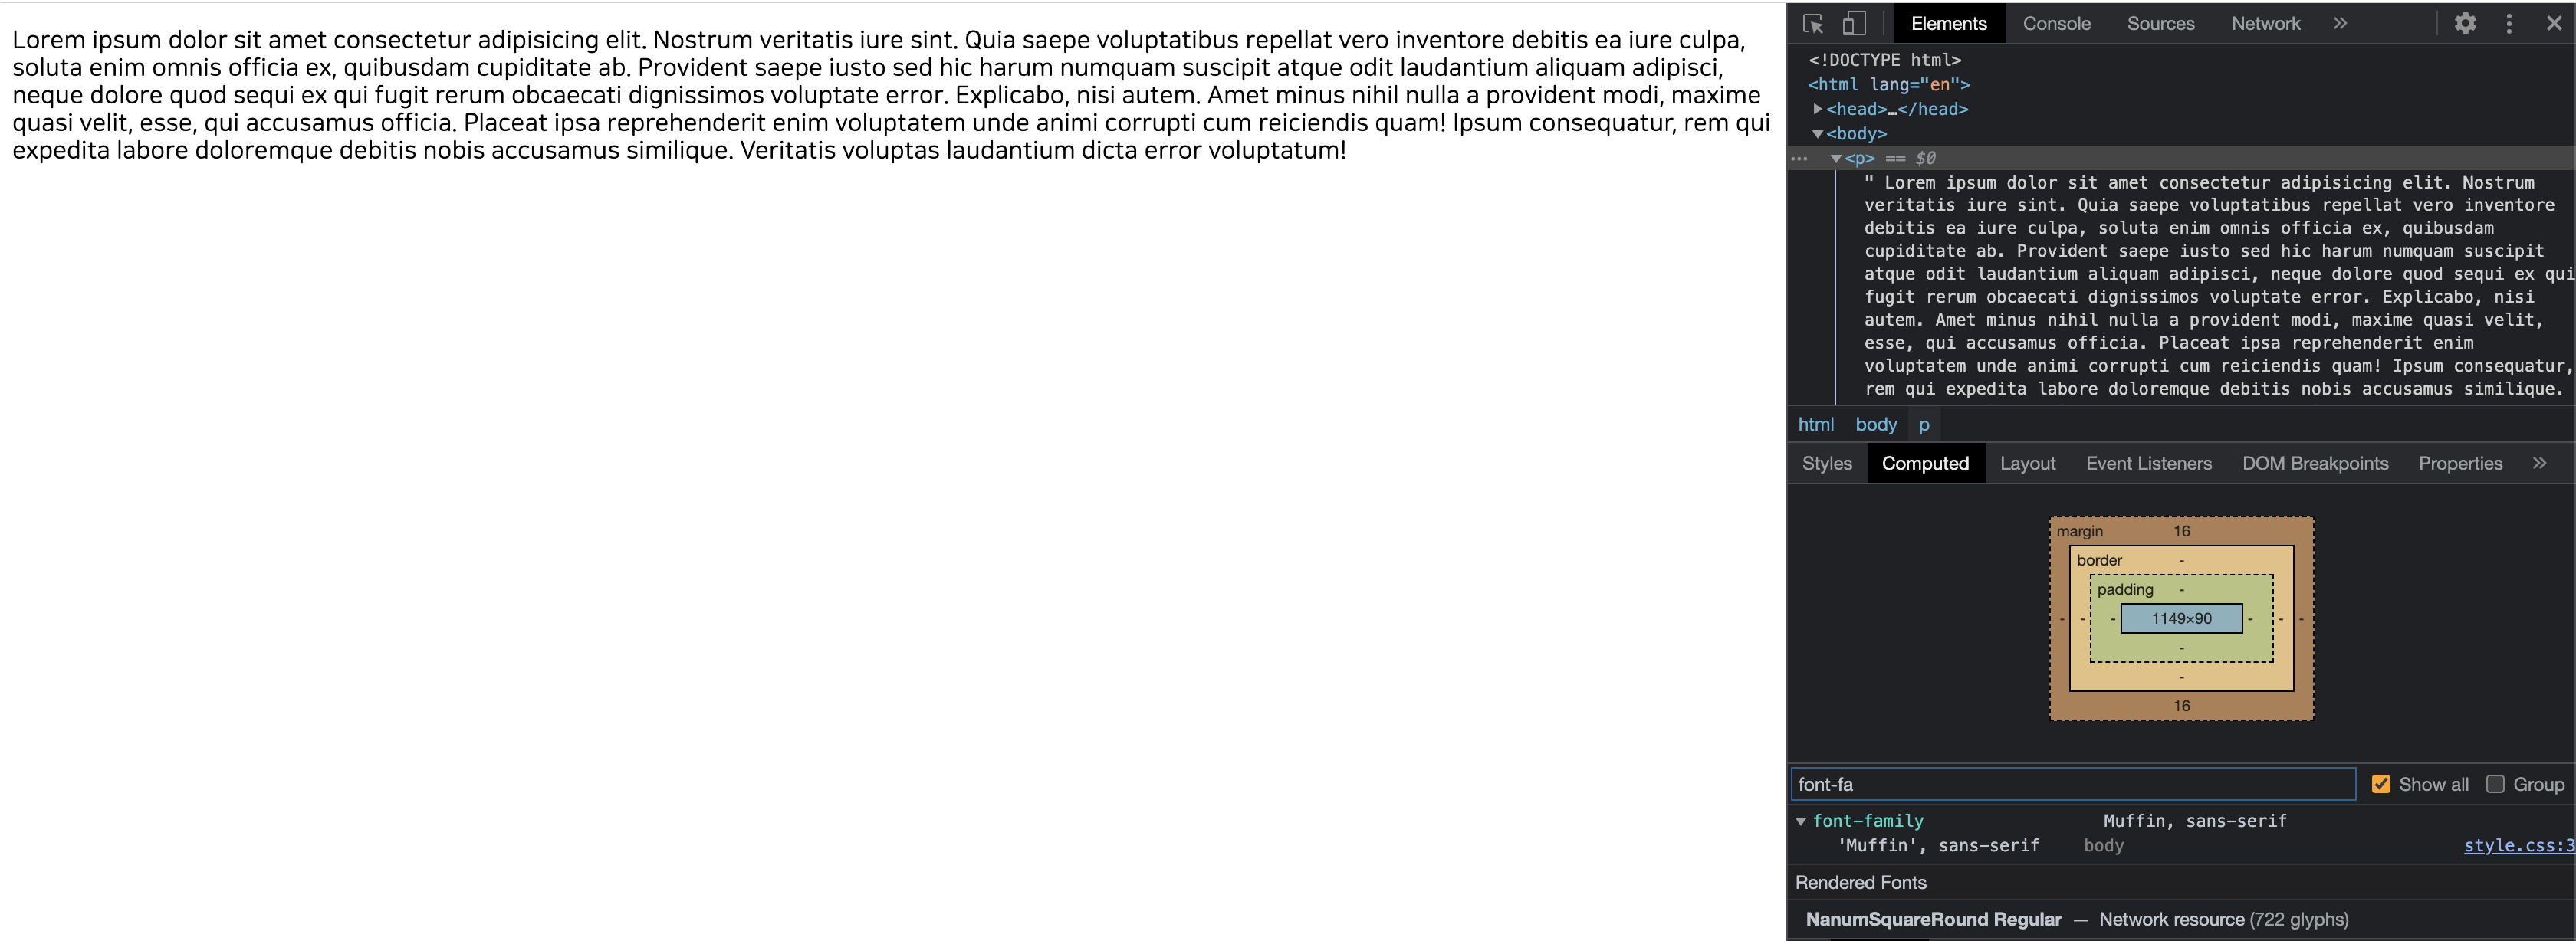 Lorem ipsum dolor sit amet consectetur adipisicing elit. Nostrum veritatis iure sint. Quia saepe voluptatibus repellat vero inventore debitis ea iure culpa,
soluta enim omnis officia ex, quibusdam cupiditate ab. Provident saepe iusto sed hic harum numquam suscipit atque odit laudantium aliquam adipisci,
neque dolore quod sequi ex qui fugit rerum obcaecati dignissimos voluptate error. Explicabo, nisi autem. Amet minus nihil nulla a provident modi, maxime
quasi velit, esse, qui accusamus officia. Placeat ipsa reprehenderit enim voluptatem unde animi corrupti cum reiciendis quam! Ipsum consequatur, rem qui
expedita labore doloremque debitis nobis accusamus similique. Veritatis voluptas laudantium dicta error voluptatum!
Elements Console Sources Network »
<!DOCTYPE html>
<html lang="en">
▶<head>…</head>
▼<body>
… ▼<p> == $0
" Lorem ipsum dolor sit amet consectetur adipisicing elit. Nostrum
veritatis iure sint. Quia saepe voluptatibus repellat vero inventore
debitis ea iure culpa, soluta enim omnis officia ex, quibusdam
cupiditate ab. Provident saepe iusto sed hic harum numquam suscipit
atque odit laudantium aliquam adipisci, neque dolore quod sequi ex qui
fugit rerum obcaecati dignissimos voluptate error. Explicabo, nisi
autem. Amet minus nihil nulla a provident modi, maxime quasi velit,
esse, qui accusamus officia. Placeat ipsa reprehenderit enim
voluptatem unde animi corrupti cum reiciendis quam! Ipsum consequatur,
rem qui expedita labore doloremque debitis nobis accusamus similique.
html body p
Styles Computed Layout Event Listeners DOM Breakpoints Properties »
margin 16
border -
padding -
- - - 1149×90 - - -
-
-
16
font-fa Show all Group
▼ font-family Muffin, sans-serif
'Muffin', sans-serif body style.css:3
Rendered Fonts
NanumSquareRound Regular — Network resource (722 glyphs)